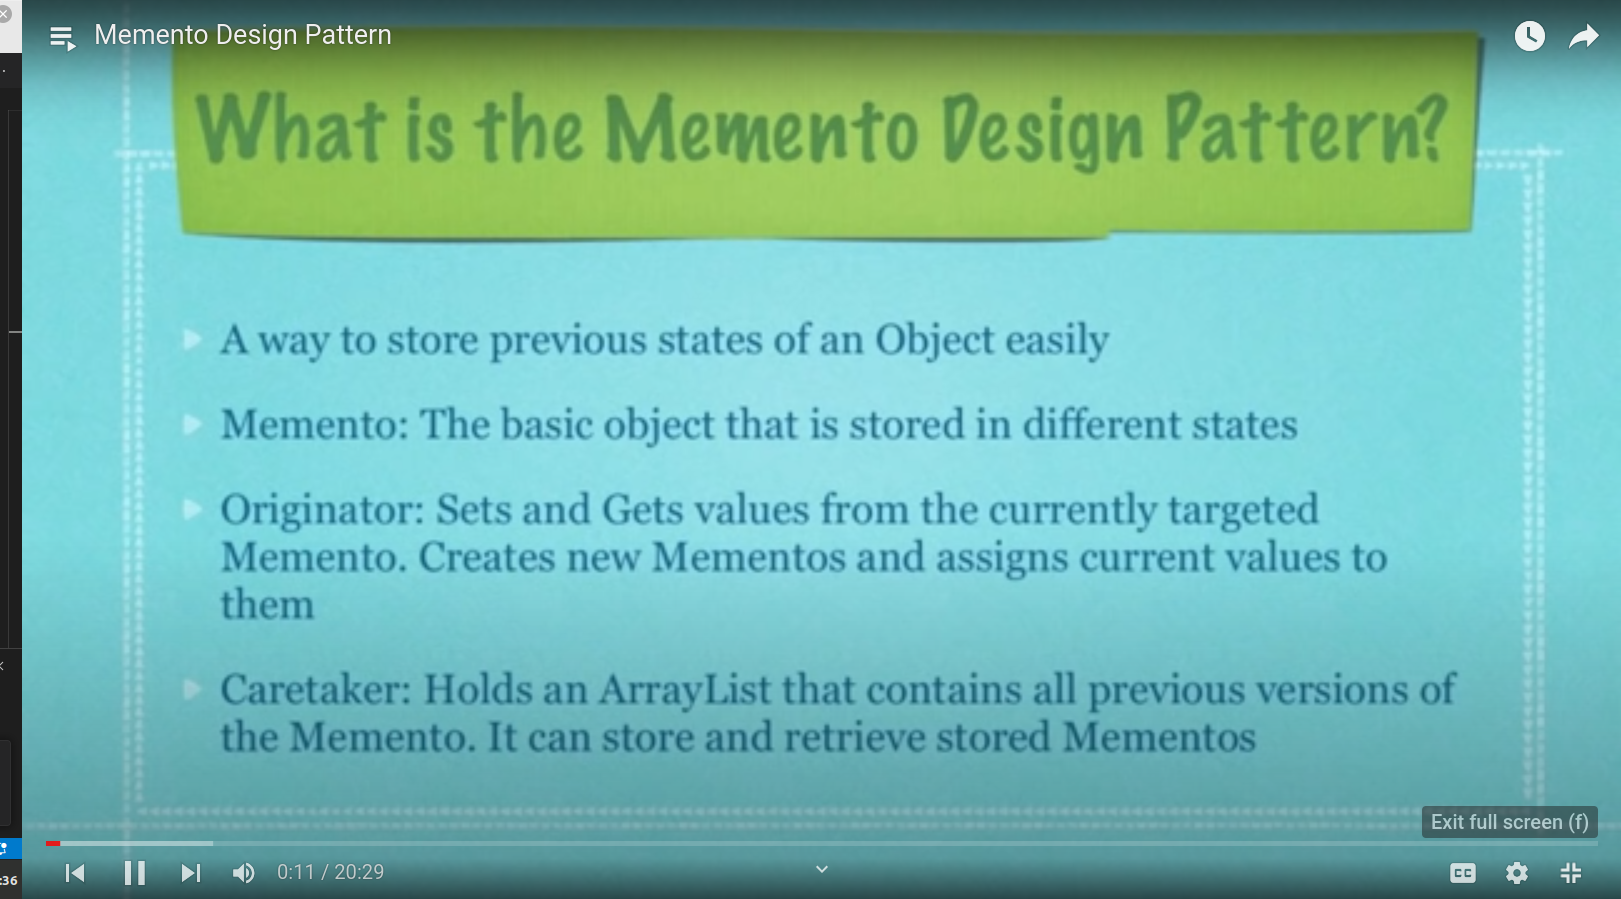 Memento Design Pattern
What is the Memento Design Pattern?
A way to store previous states of an Object easily
Memento: The basic object that is stored in different states
Originator: Sets and Gets values from the currently targeted
Memento. Creates new Mementos and assigns current values to
them
Caretaker: Holds an ArrayList that contains all previous versions of
the Memento. It can store and retrieve stored Mementos
Exit full screen (f)
:36
0:11 / 20:29
CC